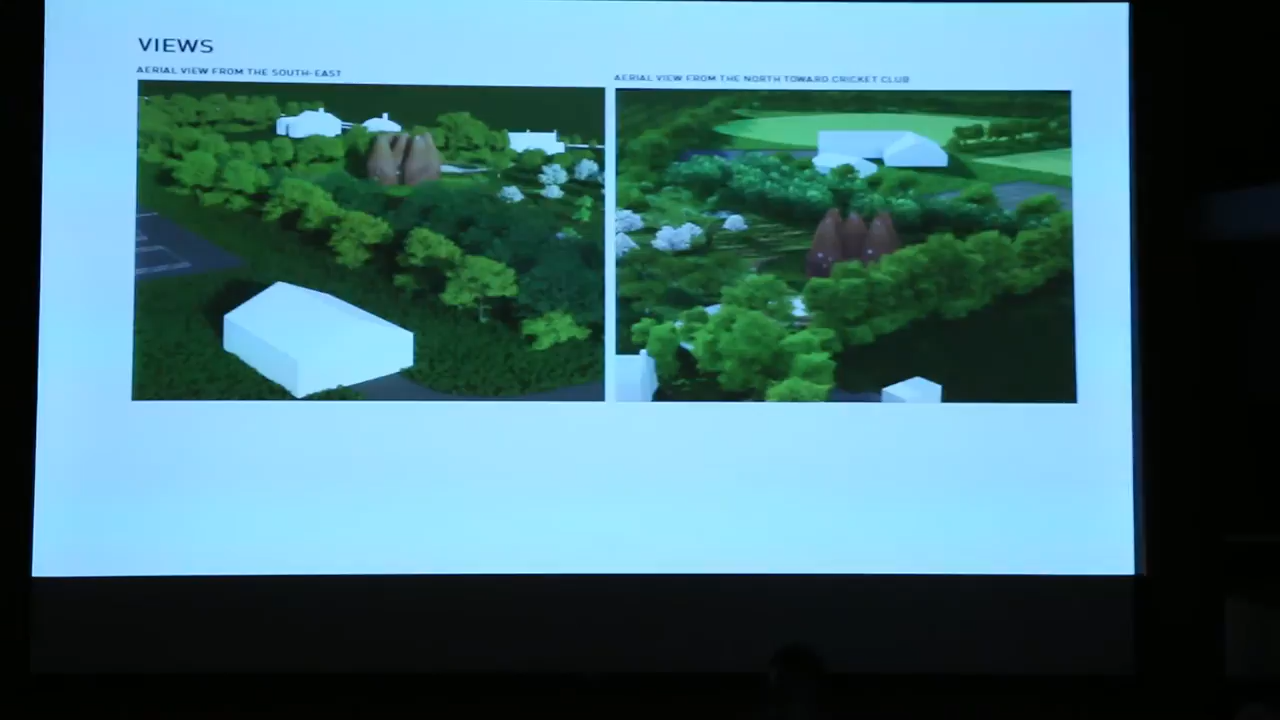 VIEWS
AERIAL VIEW FROM THE SOUTH-EAST
AERIAL VIEW FROM THE NORTH TOWARD CRICKET CLUB